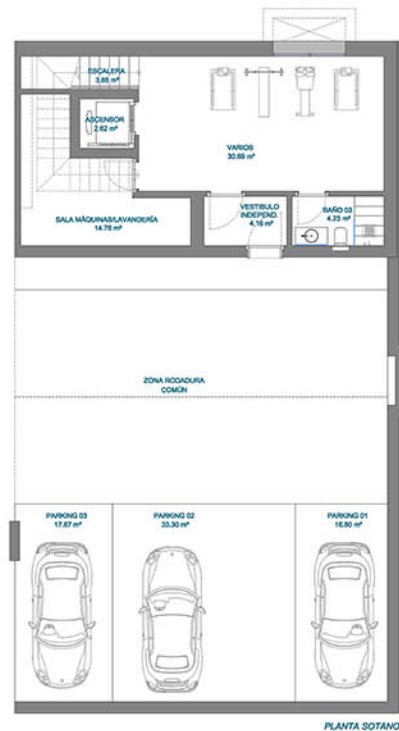 ESCALERA
3.85 m²
ASCENSOR
2.62 m²
VARIOS
30.89 m²
SALA MÁQUINAS/LAVANDERÍA
14.78 m²
VESTIBULO
INDEPEND.
4.16 m²
BAÑO 03
4.23 m²
ZONA RODADURA
COMÚN
PARKING 03
17.67 m²
PARKING 02
33.30 m²
PARKING 01
16.80 m²
PLANTA SOTANO